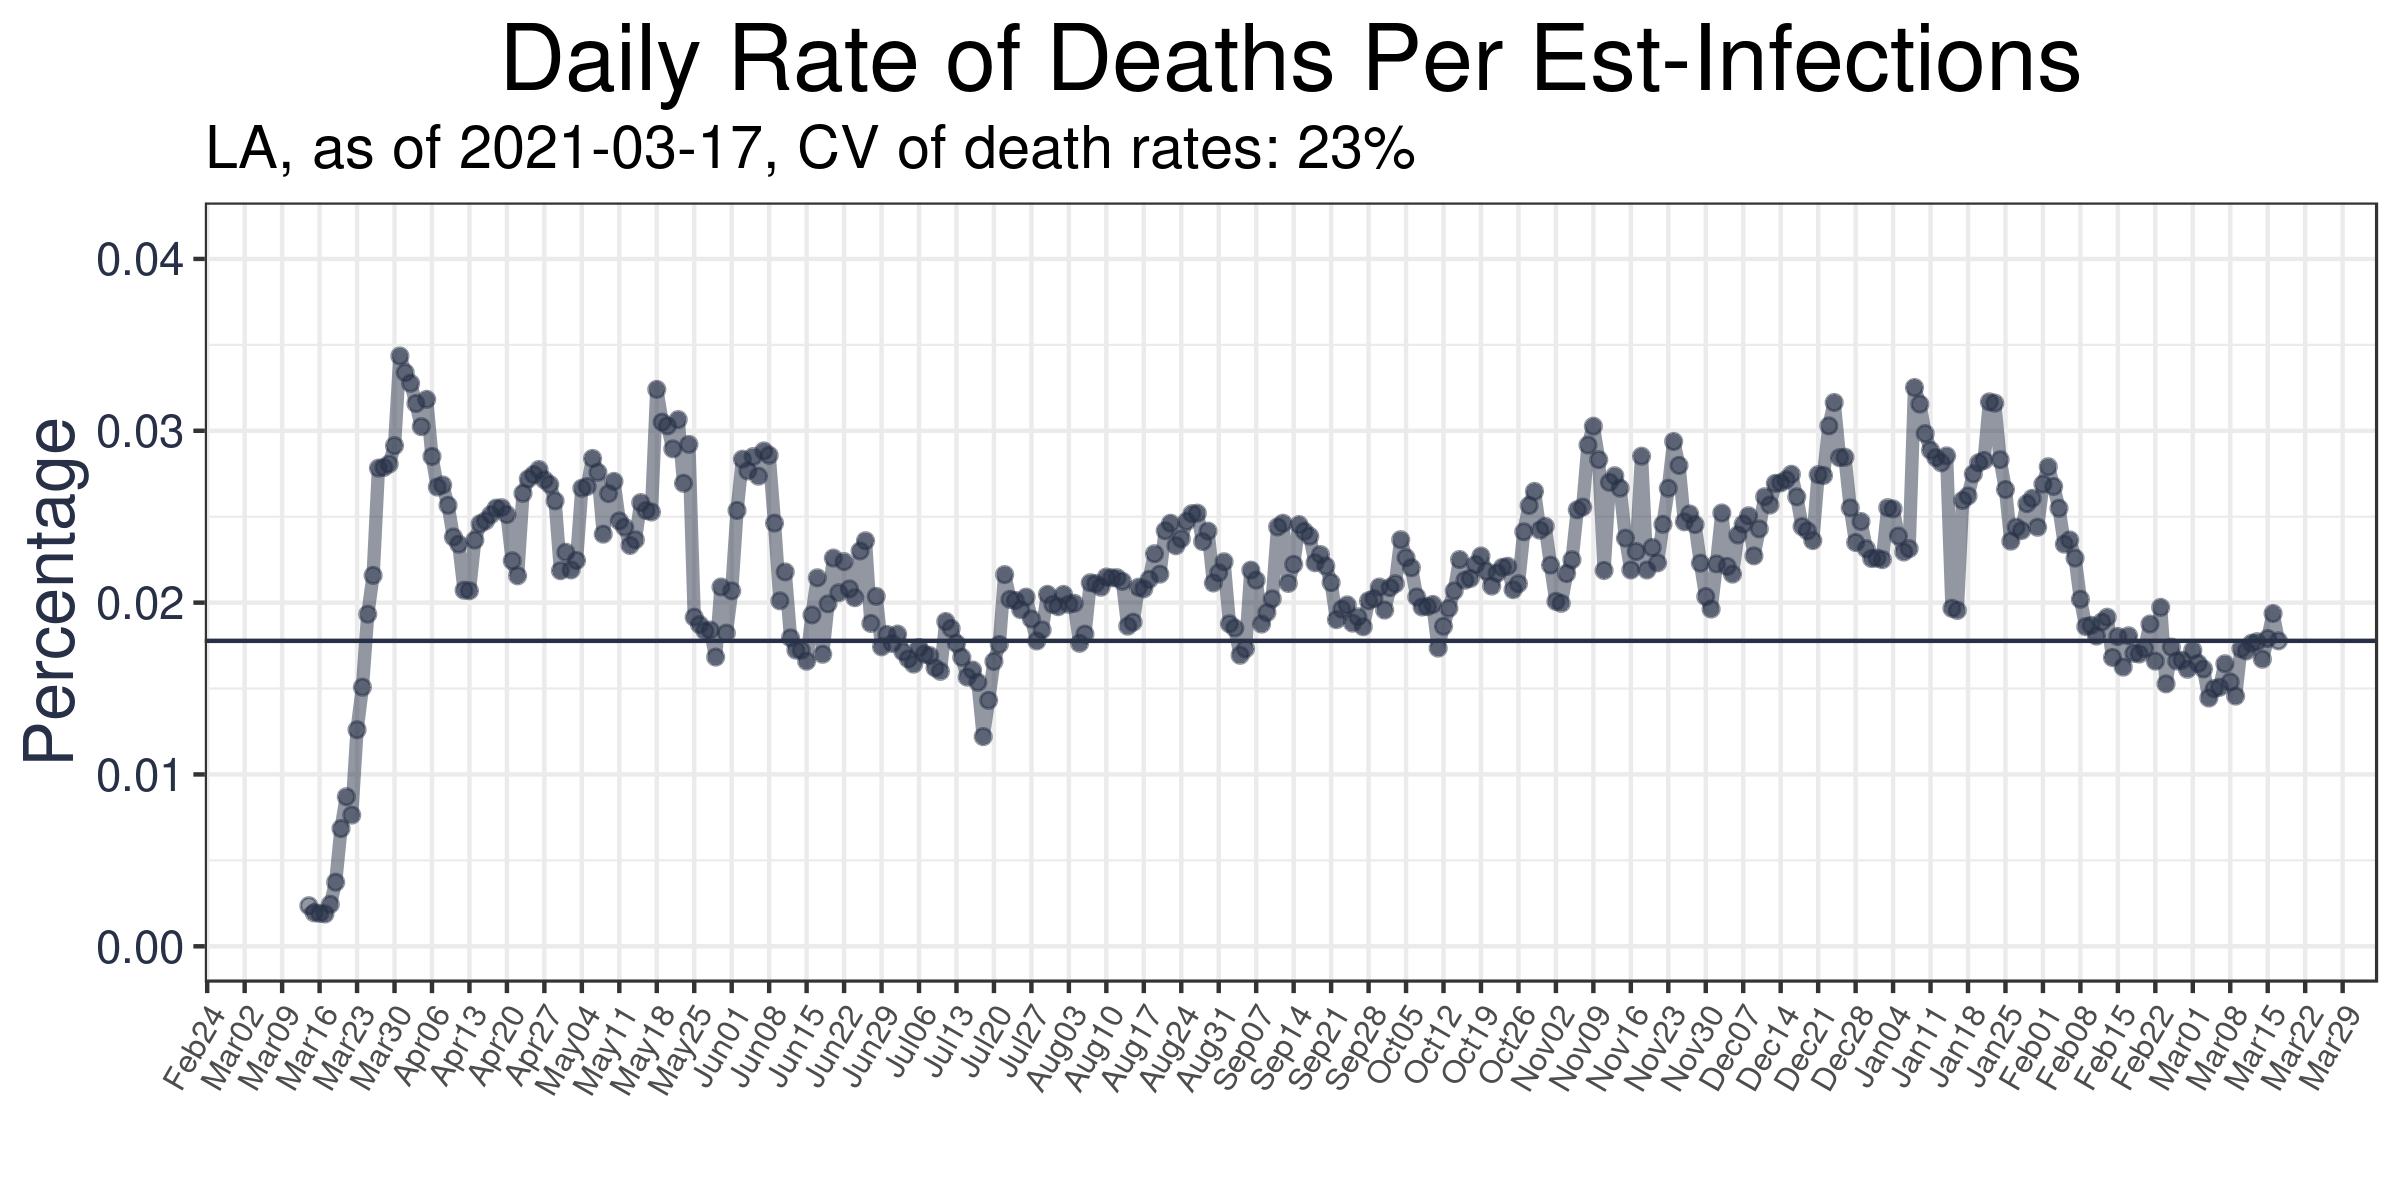 Daily Rate of Deaths Per Est-Infections
LA, as of 2021-03-17, CV of death rates: 23%
Percentage
0.04
0.03
0.02
0.01
0.00
Feb24
Mar02
Mar09
Mar16
Mar23
Mar30
Apr06
Apr13
Apr20
Apr27
May04
May11
May18
May25
Jun01
Jun08
Jun15
Jun22
Jun29
Jul06
Jul13
Jul20
Jul27
Aug03
Aug10
Aug17
Aug24
Aug31
Sep07
Sep14
Sep21
Sep28
Oct05
Oct12
Oct19
Oct26
Nov02
Nov09
Nov16
Nov23
Nov30
Dec07
Dec14
Dec21
Dec28
Jan04
Jan11
Jan18
Jan25
Feb01
Feb08
Feb15
Feb22
Mar01
Mar08
Mar15
Mar22
Mar29